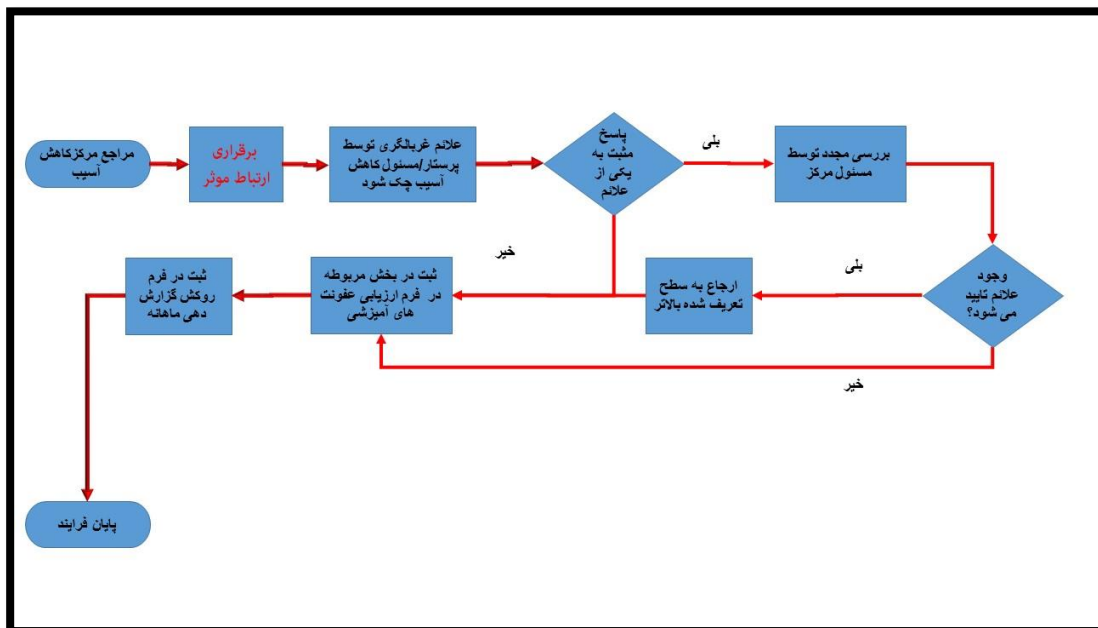 مراجع مرکزکاهش
آسیب
برقراری
ارتباط موثر
علائم غربالگری توسط
پرستار/مسئول کاهش
آسیب چک شود
پاسخ
مثبت به
یکی از
علائم
بلی
بررسی مجدد توسط
مسئول مرکز
وجود
علائم تایید
می شود؟
بلی
ارجاع به سطح
تعریف شده بالاتر
خیر
خیر
ثبت در بخش مربوطه
در فرم ارزیابی عفونت
های آمیزشی
ثبت در فرم
روکش گزارش
دهی ماهانه
پایان فرایند